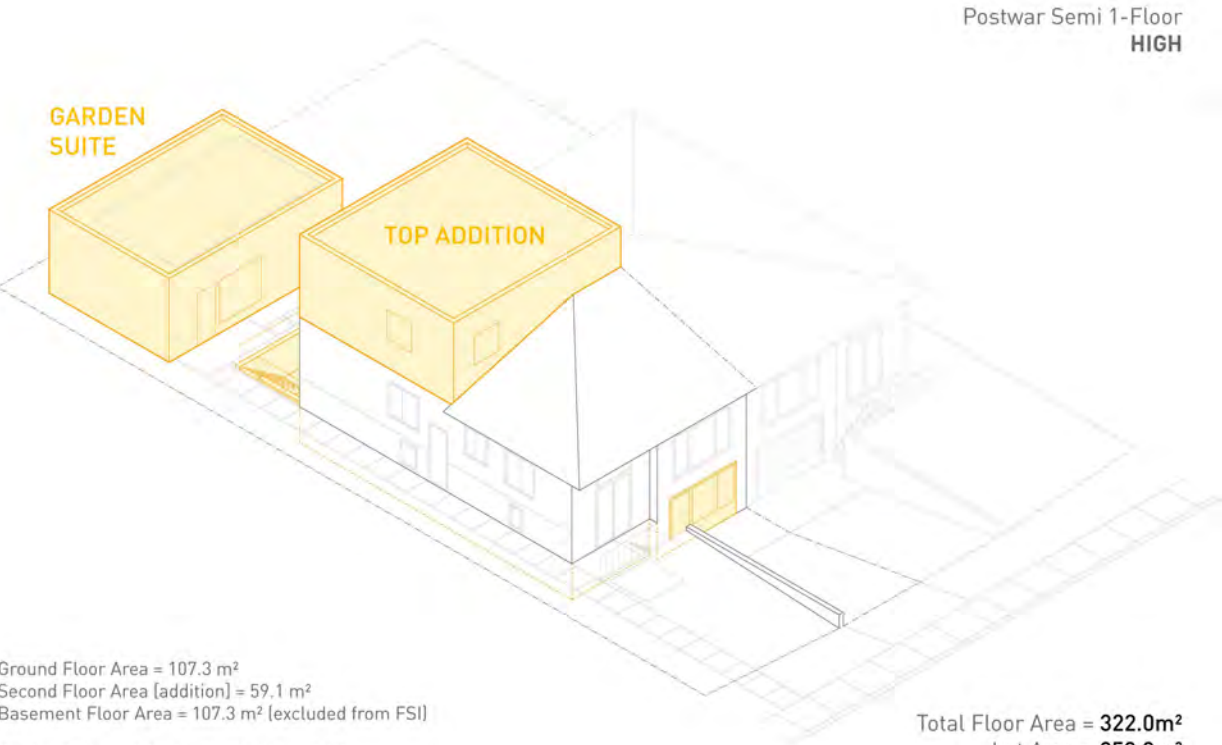 Postwar Semi 1-Floor
HIGH
GARDEN
SUITE
TOP ADDITION
Ground Floor Area = 107.3 m²
Second Floor Area (addition) = 59.1 m²
Basement Floor Area = 107.3 m² (excluded from FSI)
Total Floor Area = 322.0m²